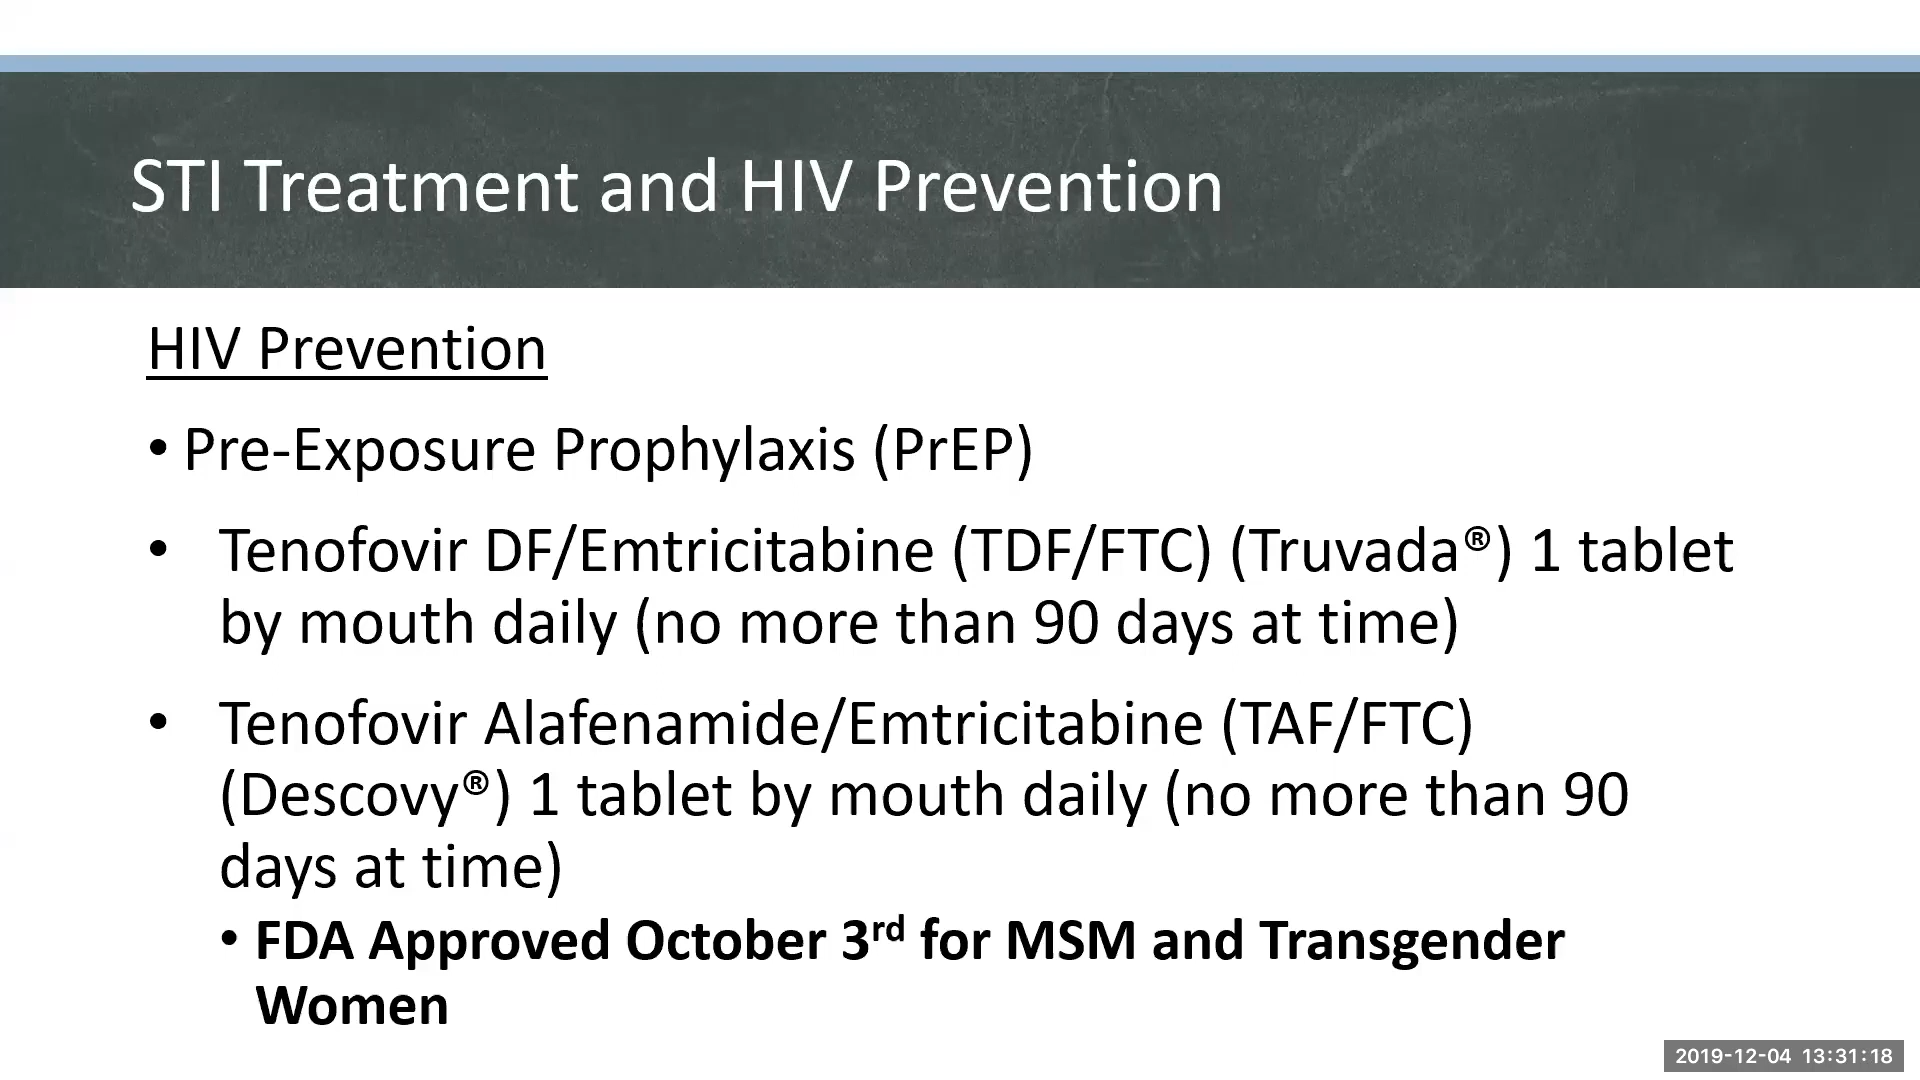 STI Treatment and HIV Prevention
HIV Prevention
• Pre-Exposure Prophylaxis (PrEP)
• Tenofovir DF/Emtricitabine (TDF/FTC) (Truvada®) 1 tablet
by mouth daily (no more than 90 days at time)
• Tenofovir Alafenamide/Emtricitabine (TAF/FTC)
(Descovy®) 1 tablet by mouth daily (no more than 90
days at time)
• FDA Approved October 3rd for MSM and Transgender
Women
2019-12-04 13:31:18